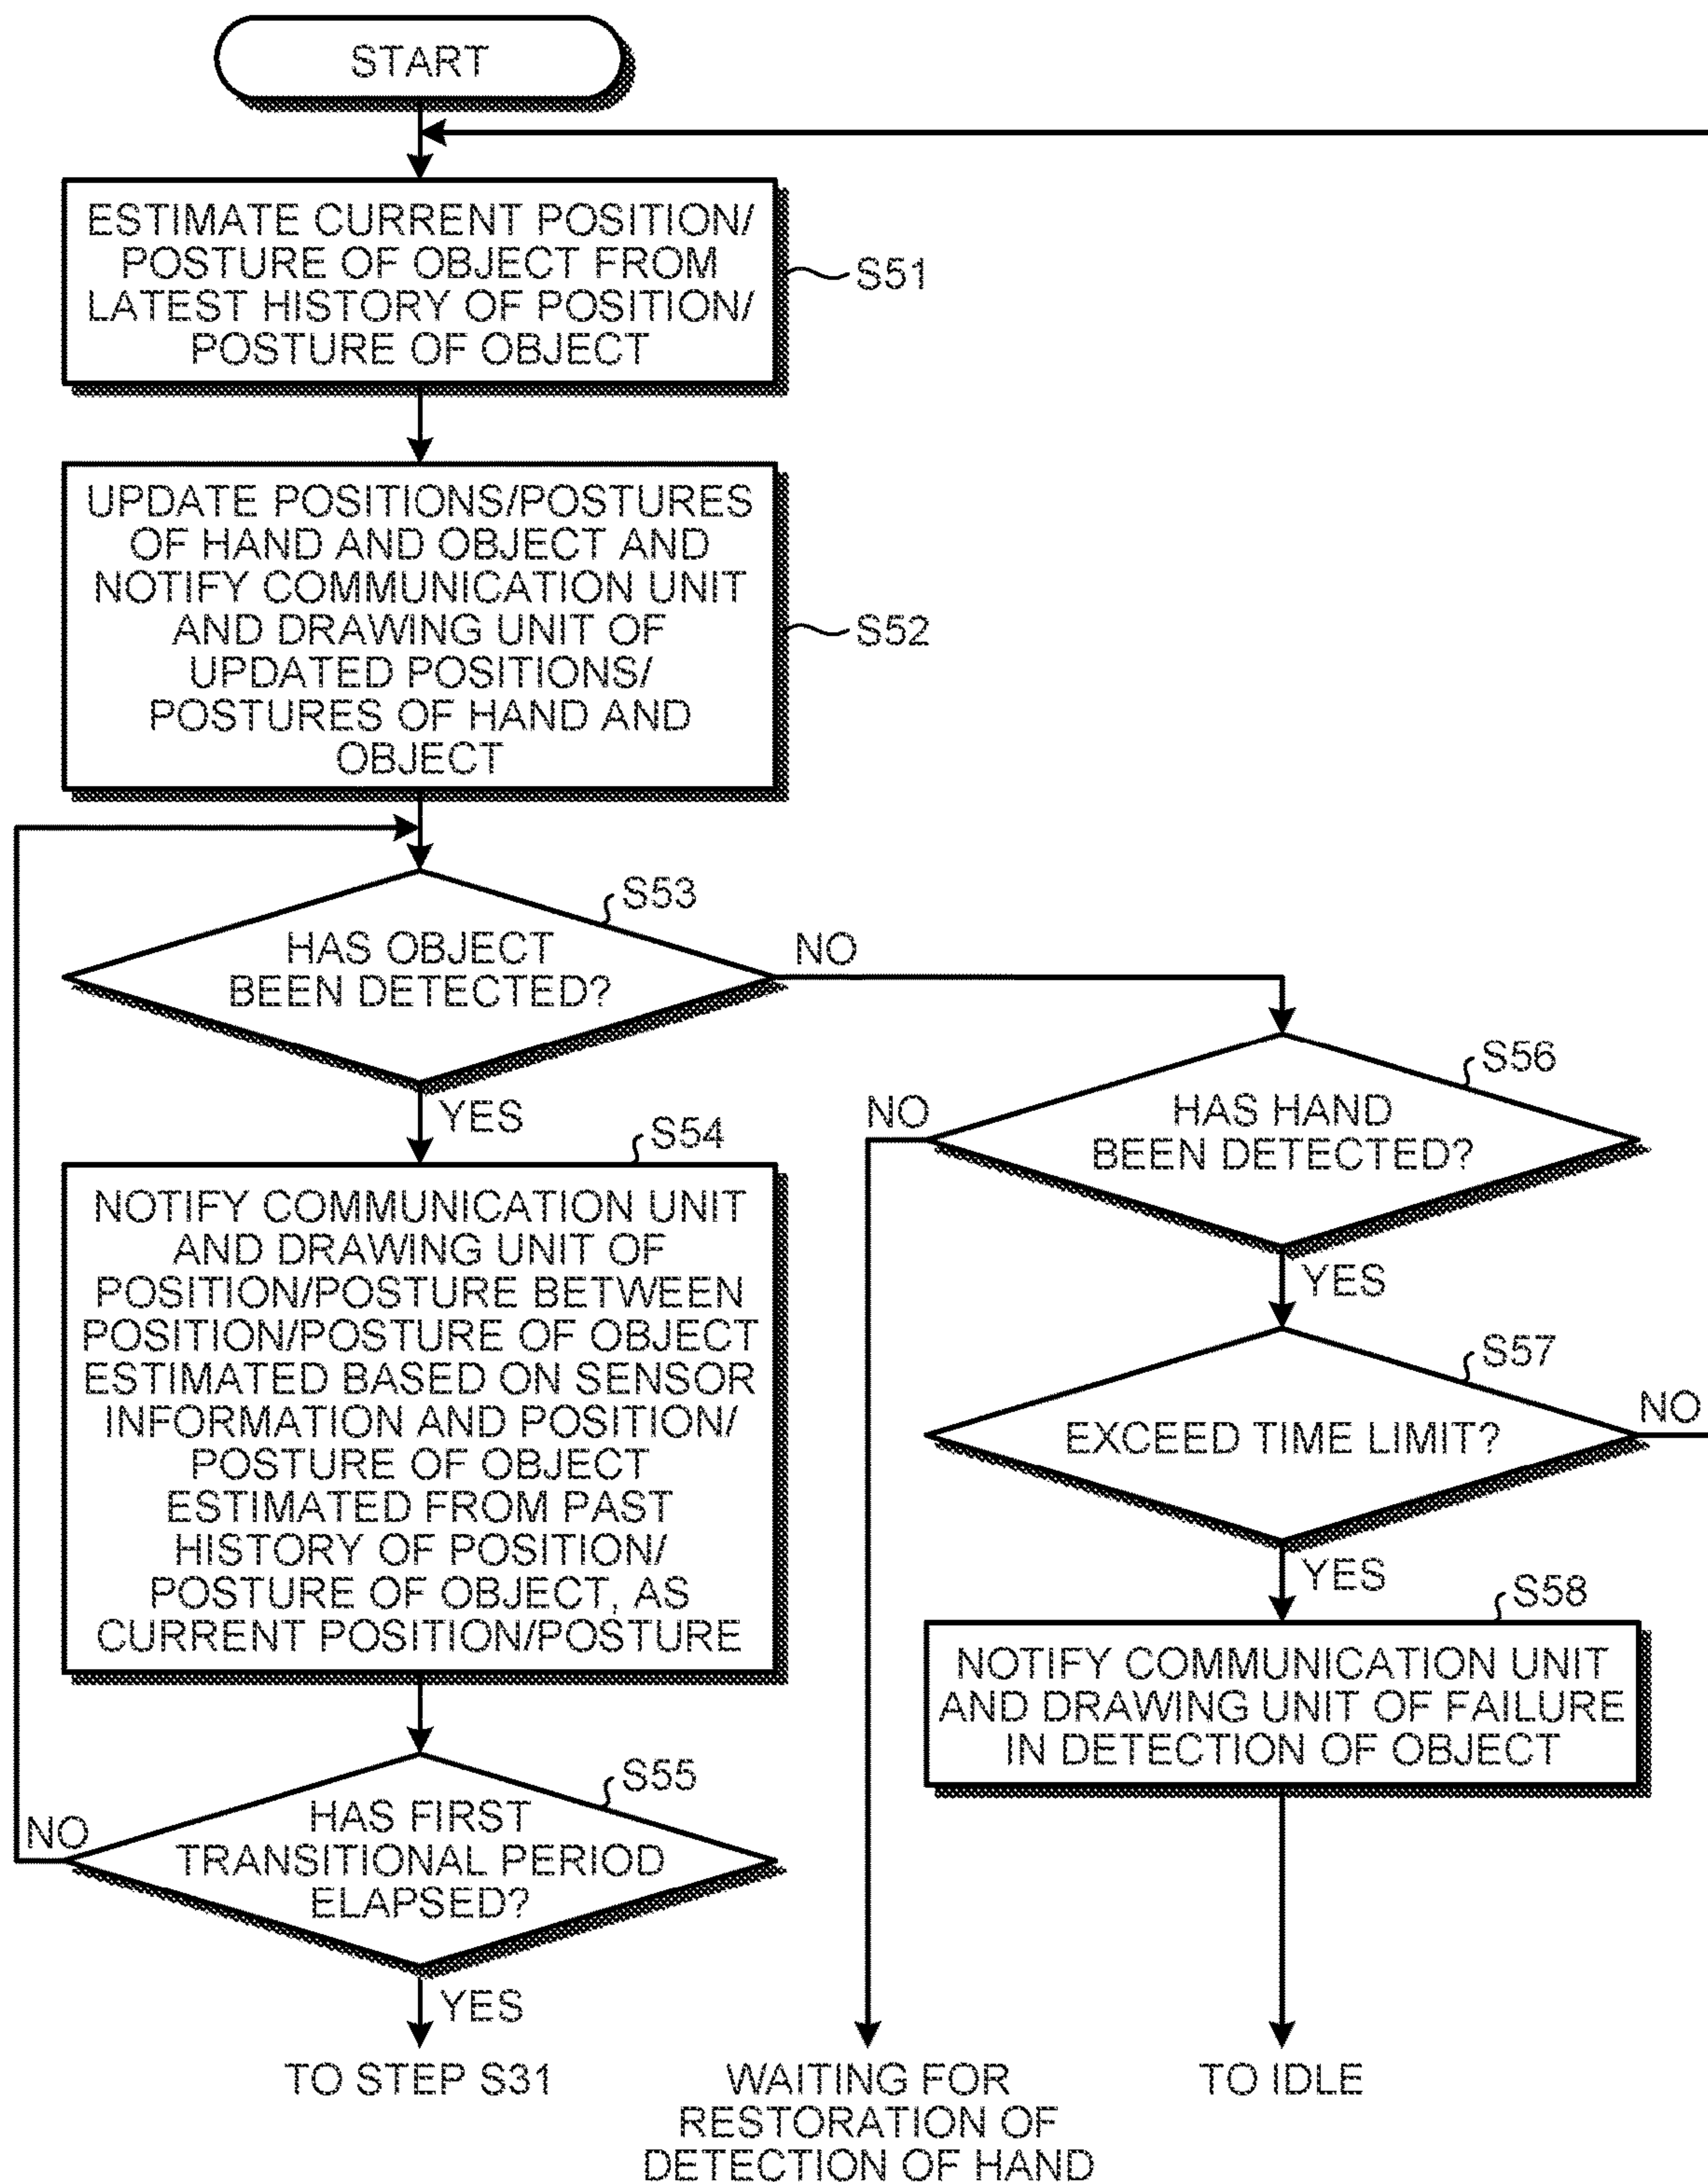 START
ESTIMATE CURRENT POSITION/
POSTURE OF OBJECT FROM
LATEST HISTORY OF POSITION/
POSTURE OF OBJECT
S51
UPDATE POSITIONS/POSTURES
OF HAND AND OBJECT AND
NOTIFY COMMUNICATION UNIT
AND DRAWING UNIT OF
UPDATED POSITIONS/
POSTURES OF HAND AND
OBJECT
S52
S53
HAS OBJECT
BEEN DETECTED?
NO
YES
S54
NOTIFY COMMUNICATION UNIT
AND DRAWING UNIT OF
POSITION/POSTURE BETWEEN
POSITION/POSTURE OF OBJECT
ESTIMATED BASED ON SENSOR
INFORMATION AND POSITION/
POSTURE OF OBJECT
ESTIMATED FROM PAST
HISTORY OF POSITION/
POSTURE OF OBJECT, AS
CURRENT POSITION/POSTURE
S55
HAS FIRST
TRANSITIONAL PERIOD
ELAPSED?
NO
YES
TO STEP S31
S56
HAS HAND
BEEN DETECTED?
NO
YES
S57
EXCEED TIME LIMIT?
NO
YES
S58
NOTIFY COMMUNICATION UNIT
AND DRAWING UNIT OF FAILURE
IN DETECTION OF OBJECT
WAITING FOR
RESTORATION OF
DETECTION OF HAND
TO IDLE